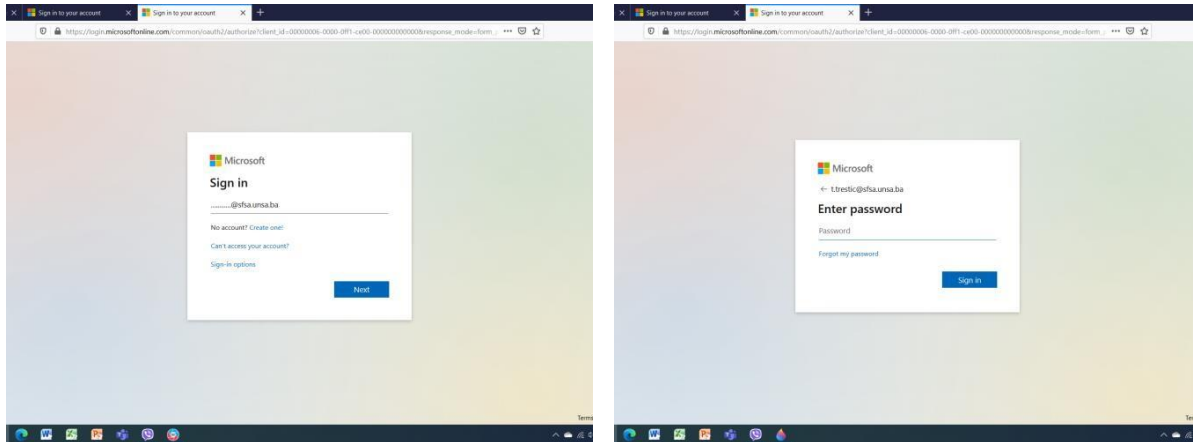 Sign in to your account
Sign in to your account
https://login.microsoftonline.com/common/oauth2/authorize?client_id=00000006-0000-0ff1-ce00-000000000000&response_mode=form
Microsoft
Sign in
..........@sfsa.unsa.ba
No account? Create one!
Can't access your account?
Sign-in options
Next
Sign in to your account
Sign in to your account
https://login.microsoftonline.com/common/oauth2/authorize?client_id=00000006-0000-0ff1-ce00-000000000000&response_mode=form
Microsoft
← t.trestic@sfsa.unsa.ba
Enter password
Password
Forgot my password
Sign in